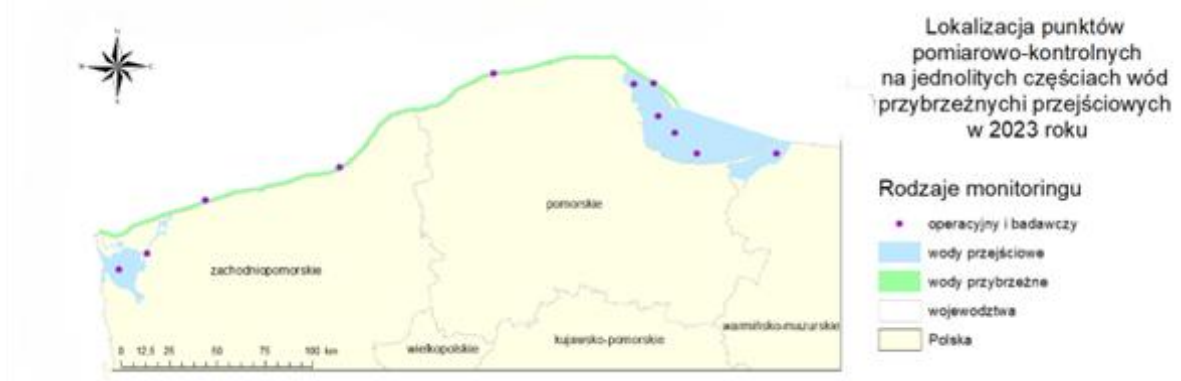 Lokalizacja punktów
pomiarowo-kontrolnych
na jednolitych częściach wód
przybrzeżnychi przejściowych
w 2023 roku
Rodzaje monitoringu
operacyjny i badawczy
wody przejściowe
wody przybrzeżne
województwa
Polska
pomorskie
zachodniopomorskie
warmińsko-mazurskie
kujawsko-pomorskie
wielkopolskie
0 12,5 25 50 75 100 km